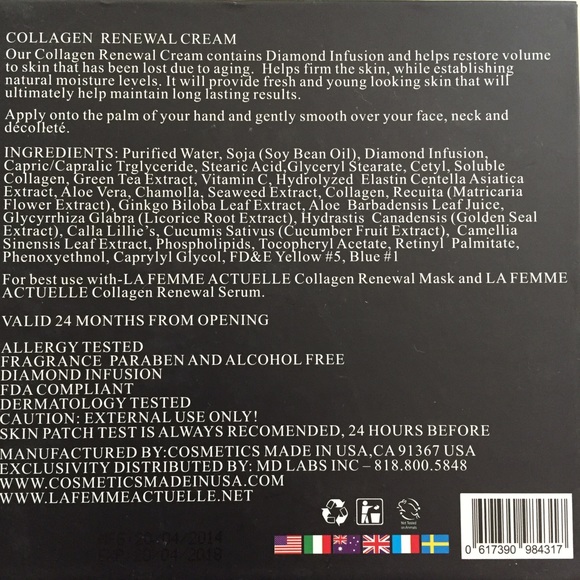 COLLAGEN RENEWAL CREAM
Our Collagen Renewal Cream contains Diamond Infusion and helps restore volume
to skin that has been lost due to aging. Helps firm the skin, while establishing
natural moisture levels. It will provide fresh and young looking skin that will
ultimately help maintain long lasting results.
Apply onto the palm of your hand and gently smooth over your face, neck and
décolleté.
INGREDIENTS: Purified Water, Soja (Soy Bean Oil), Diamond Infusion,
Capric/Capralic Trglyceride, Stearic Acid,Glyceryl Stearate, Cetyl, Soluble
Collagen, Green Tea Extract, Vitamin C, Hydrolyzed Elastin Centella Asiatica
Extract, Aloe Vera, Chamolla, Seaweed Extract, Collagen, Recuita (Matricaria
Flower Extract), Ginkgo Biloba Leaf Extract, Aloe Barbadensis Leaf Juice,
Glycyrrhiza Glabra (Licorice Root Extract), Hydrastis Canadensis (Golden Seal
Extract), Calla Lillie's, Cucumis Sativus (Cucumber Fruit Extract), Camellia
Sinensis Leaf Extract, Phospholipids, Tocopheryl Acetate, Retinyl Palmitate,
Phenoxyethnol, Caprylyl Glycol, FD&E Yellow #5, Blue #1
For best use with-LA FEMME ACTUELLE Collagen Renewal Mask and LA FEMME
ACTUELLE Collagen Renewal Serum.
VALID 24 MONTHS FROM OPENING
ALLERGY TESTED
FRAGRANCE PARABEN AND ALCOHOL FREE
DIAMOND INFUSION
FDA COMPLIANT
DERMATOLOGY TESTED
CAUTION: EXTERNAL USE ONLY!
SKIN PATCH TEST IS ALWAYS RECOMENDED, 24 HOURS BEFORE
MANUFACTURED BY:COSMETICS MADE IN USA,CA 91367 USA
EXCLUSIVITY DISTRIBUTED BY: MD LABS INC – 818.800.5848
WWW.COSMETICSMADEINUSA.COM
WWW.LAFEMMEACTUELLE.NET
Not Tested
on Animals
04/2014
04/2018
0 617390 984317